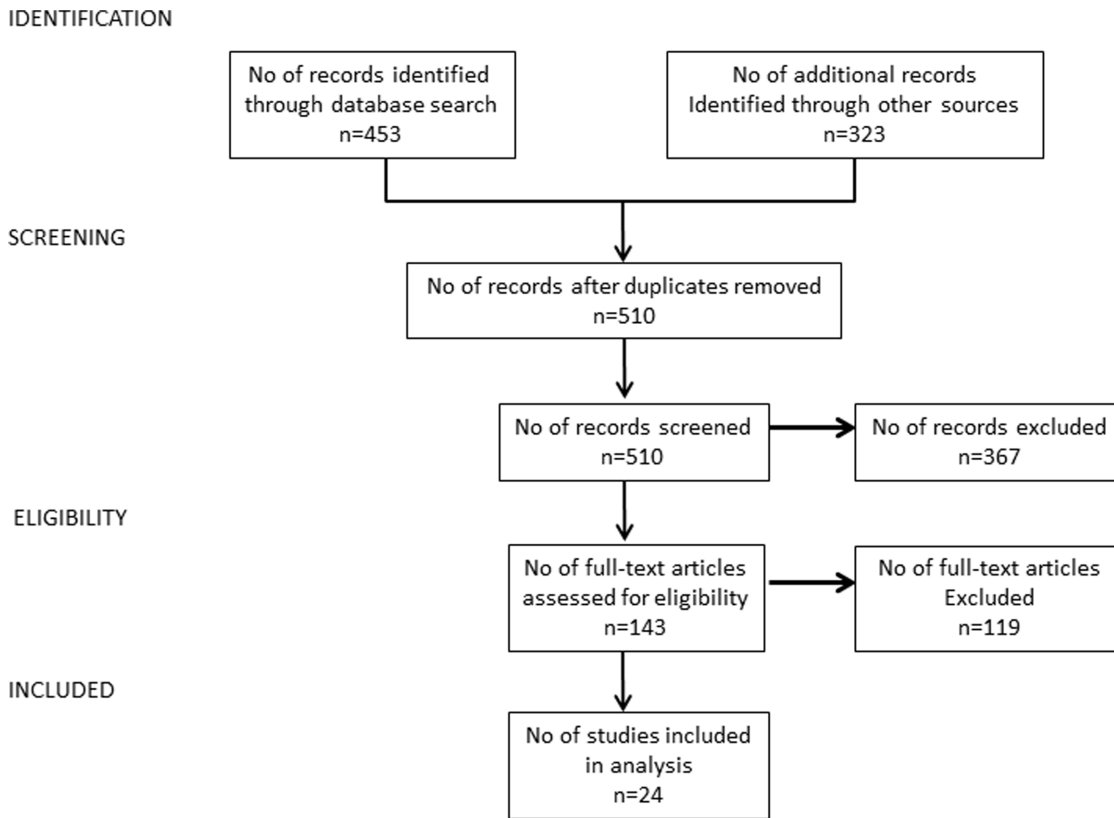 IDENTIFICATION
No of records identified
through database search
n=453
No of additional records
Identified through other sources
n=323
SCREENING
No of records after duplicates removed
n=510
No of records screened
n=510
No of records excluded
n=367
ELIGIBILITY
No of full-text articles
assessed for eligibility
n=143
No of full-text articles
Excluded
n=119
INCLUDED
No of studies included
in analysis
n=24